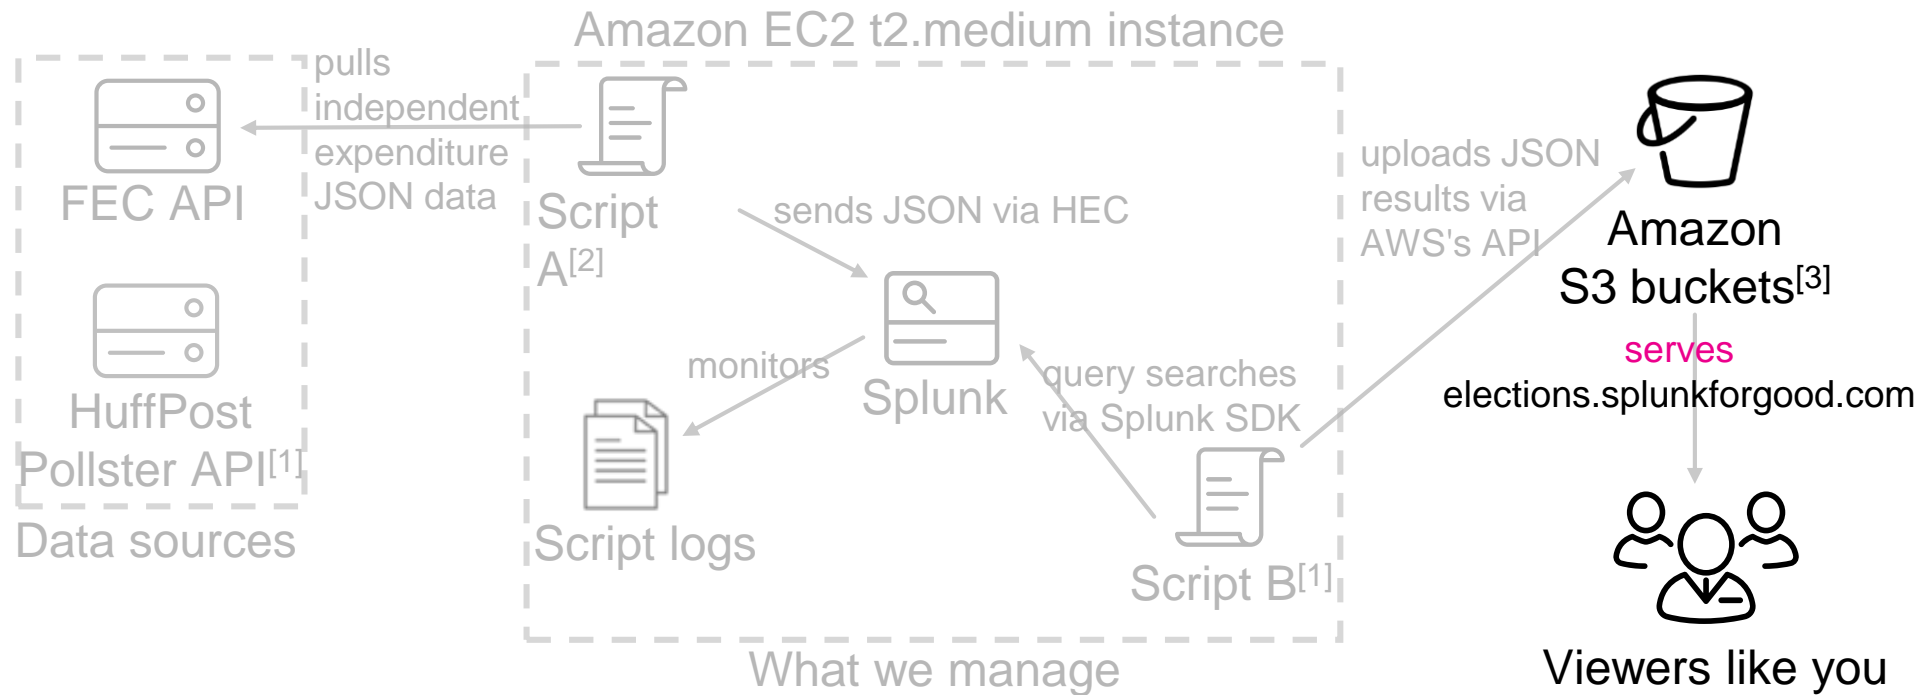 Amazon EC2 t2.medium instance
pulls
independent
expenditure
JSON data
FEC API
HuffPost
Pollster API[1]
Data sources
Script
A[2]
sends JSON via HEC
monitors
Splunk
Script logs
query searches
via Splunk SDK
Script B[1]
What we manage
uploads JSON
results via
AWS's API
Amazon
S3 buckets[3]
serves
elections.splunkforgood.com
Viewers like you